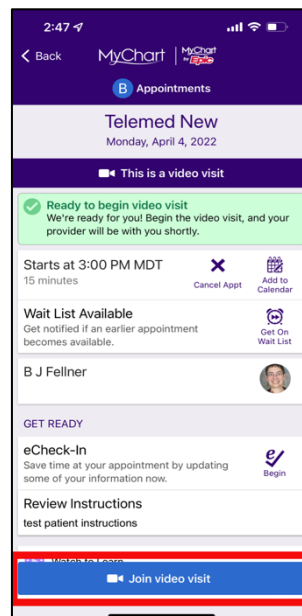 2:47
Back
MyChart
MyChart
by Epic
B Appointments
Telemed New
Monday, April 4, 2022
This is a video visit
Ready to begin video visit
We're ready for you! Begin the video visit, and your
provider will be with you shortly.
Starts at 3:00 PM MDT
15 minutes
Cancel Appt
Add to
Calendar
Wait List Available
Get notified if an earlier appointment
becomes available.
Get On
Wait List
B J Fellner
GET READY
eCheck-In
Save time at your appointment by updating
some of your information now.
Begin
Review Instructions
test patient instructions
Watch to Learn
Join video visit